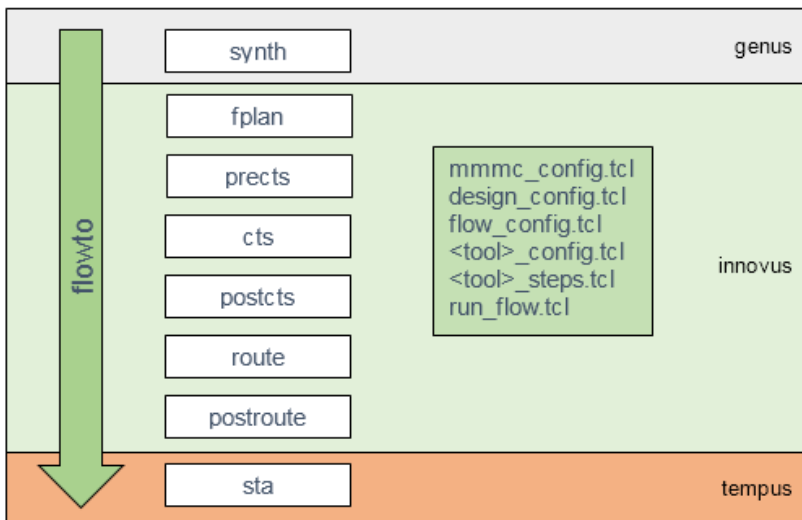 synth
genus
fplan
prects
cts
postcts
route
postroute
flowto
mmmc_config.tcl
design_config.tcl
flow_config.tcl
<tool>_config.tcl
<tool>_steps.tcl
run_flow.tcl
innovus
sta
tempus